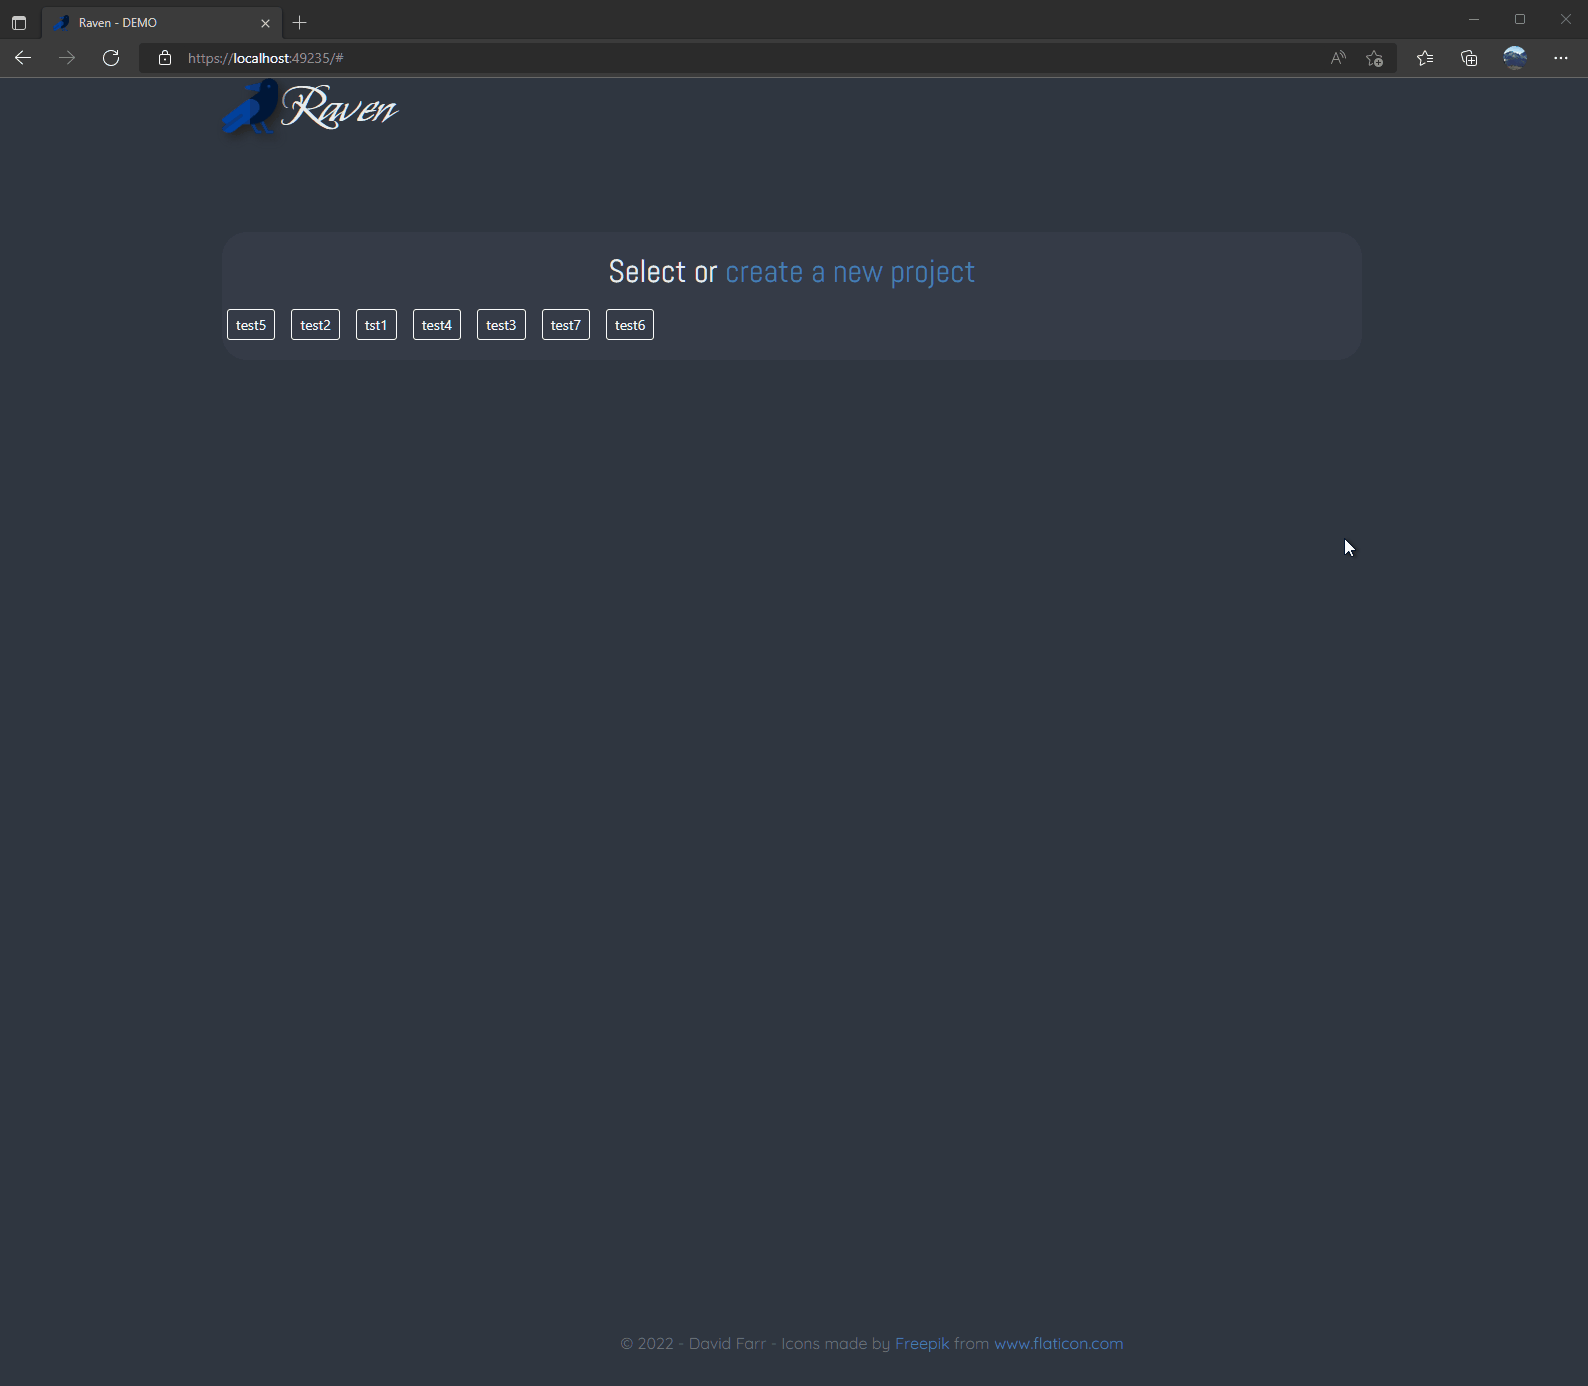 Raven - DEMO
https://localhost:49235/#
Raven
Select or create a new project
test5 test2 tst1 test4 test3 test7 test6
© 2022 - David Farr - Icons made by Freepik from www.flaticon.com